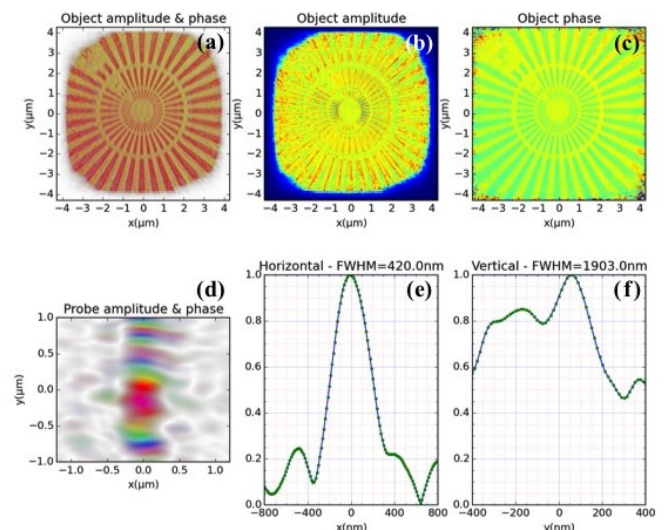 Object amplitude & phase
(a)
y(μm)
4
3
2
1
0
−1
−2
−3
−4
−4 −3 −2 −1 0 1 2 3 4
x(μm)
Object amplitude
(b)
y(μm)
4
3
2
1
0
−1
−2
−3
−4
−4 −3 −2 −1 0 1 2 3 4
x(μm)
Object phase
(c)
y(μm)
4
3
2
1
0
−1
−2
−3
−4
−4 −3 −2 −1 0 1 2 3 4
x(μm)
Probe amplitude & phase
(d)
y(μm)
1.0
0.5
0.0
−0.5
−1.0
−1.0 −0.5 0.0 0.5 1.0
x(μm)
Horizontal - FWHM=420.0nm
(e)
1.0
0.8
0.6
0.4
0.2
0.0
−800 −400 0 400 800
x(nm)
Vertical - FWHM=1903.0nm
(f)
1.0
0.8
0.6
0.4
0.2
0.0
−400 −200 0 200 400
y(nm)